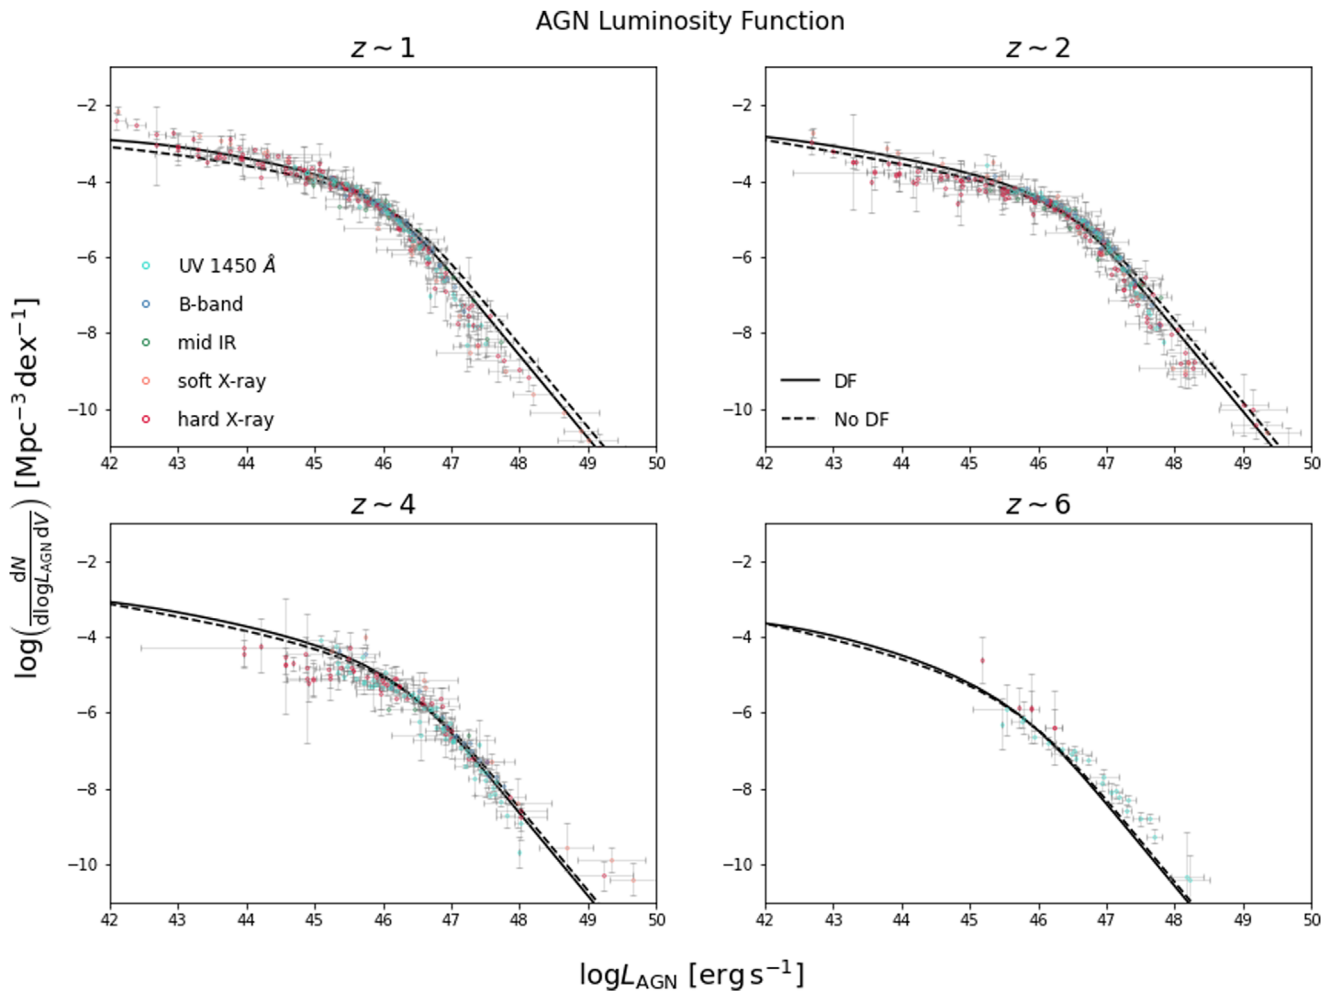 AGN Luminosity Function
z ~ 1
z ~ 2
−2
−4
−6
−8
−10
UV 1450 Å
B-band
mid IR
soft X-ray
hard X-ray
42 43 44 45 46 47 48 49 50
−2
−4
−6
−8
−10
DF
No DF
42 43 44 45 46 47 48 49 50
log(dN/dlogL_AGN dV) [Mpc⁻³ dex⁻¹]
z ~ 4
z ~ 6
−2
−4
−6
−8
−10
42 43 44 45 46 47 48 49 50
−2
−4
−6
−8
−10
42 43 44 45 46 47 48 49 50
logL_AGN [erg s⁻¹]